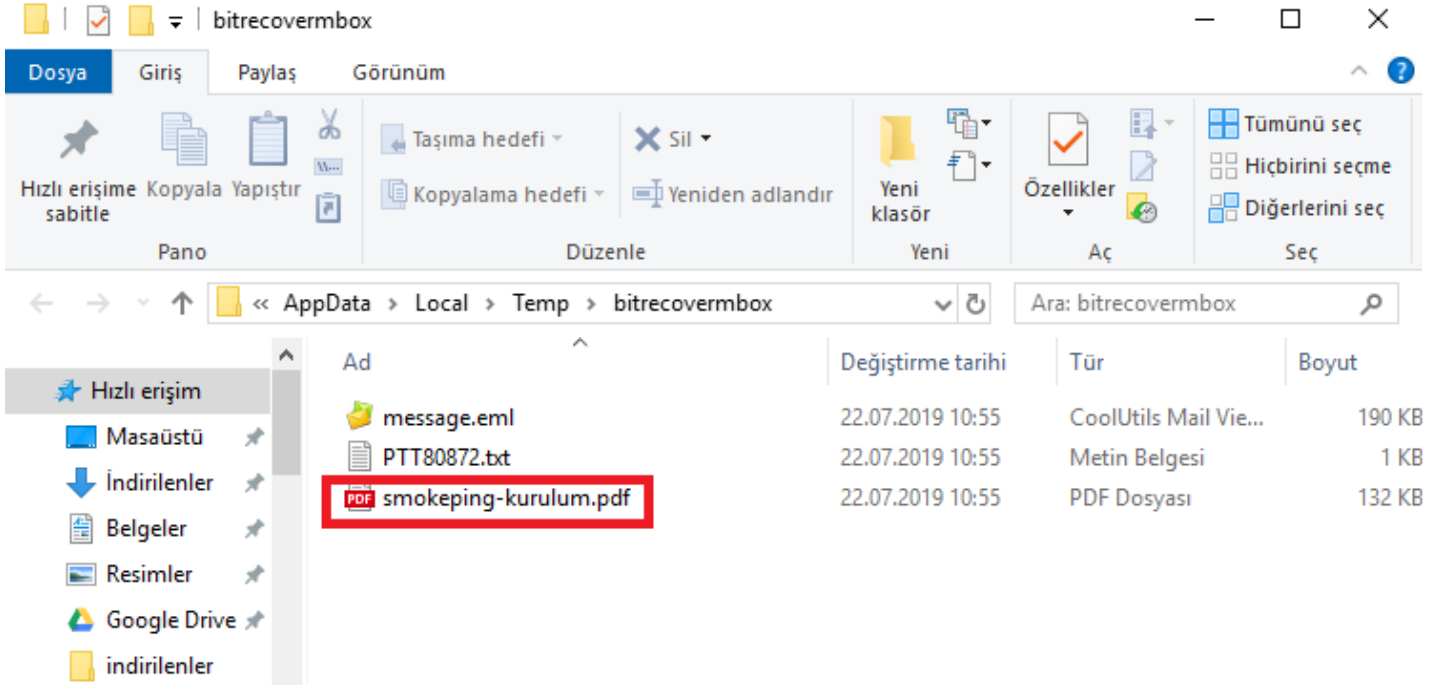 bitrecovermbox
Dosya Giriş Paylaş Görünüm
Hızlı erişime sabitle
Kopyala
Yapıştır
Taşıma hedefi
Kopyalama hedefi
Sil
Yeniden adlandır
Yeni klasör
Özellikler
Tümünü seç
Hiçbirini seçme
Diğerlerini seç
Pano Düzenle Yeni Aç Seç
« AppData › Local › Temp › bitrecovermbox
Ara: bitrecovermbox
Ad Değiştirme tarihi Tür Boyut
message.eml 22.07.2019 10:55 CoolUtils Mail Vie... 190 KB
PTT80872.txt 22.07.2019 10:55 Metin Belgesi 1 KB
PDF smokeping-kurulum.pdf 22.07.2019 10:55 PDF Dosyası 132 KB
Hızlı erişim
Masaüstü
İndirilenler
Belgeler
Resimler
Google Drive
indirilenler